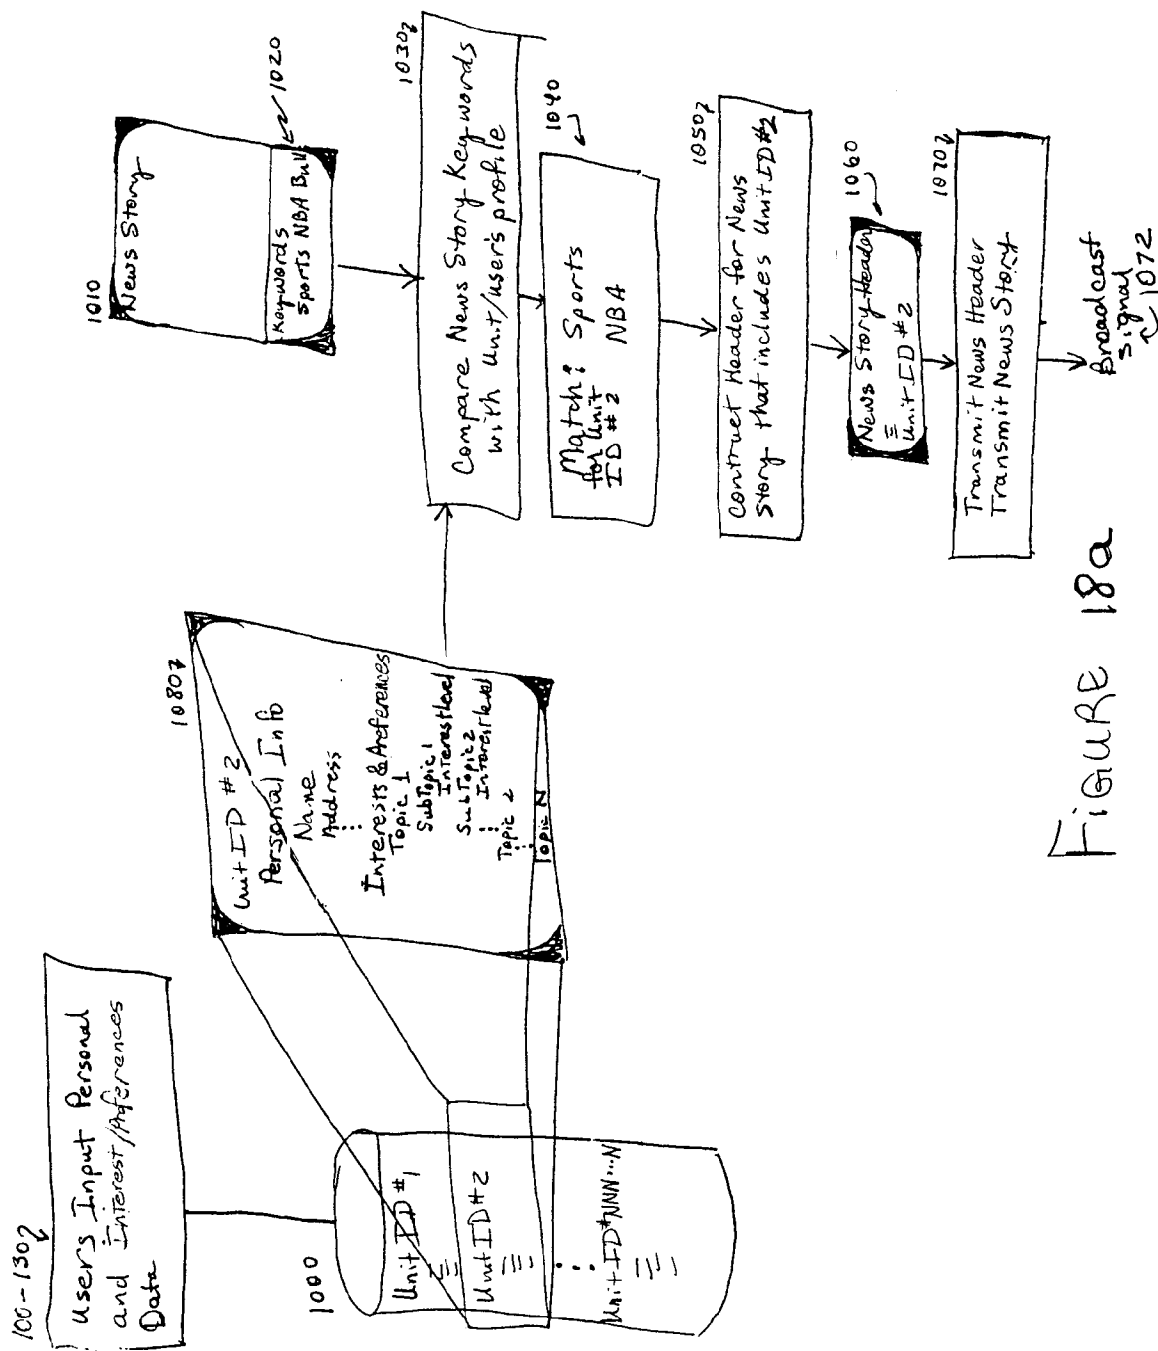 100-130
Users Input Personal
and Interest/Preferences
Data
1000
Unit ID #1
Unit ID #2
Unit ID #NNN...N
1080
Unit ID #2
Personal Info
Name
Address
Interests & Preferences
Topic 1
SubTopic 1
Interest level
SubTopic 2
Interest level
Topic 2
Topic N
1010
News Story
Keywords
Sports NBA Bull
1020
1030
Compare News Story Keywords
with Unit/user's profile
1040
Match: Sports
for Unit NBA
ID #2
1050
Contruct Header for News
Story that includes Unit ID #2
1060
News Story Header
Unit ID #2
1070
Transmit News Header
Transmit News Story
Broadcast
Signal
1072
FIGURE 18a